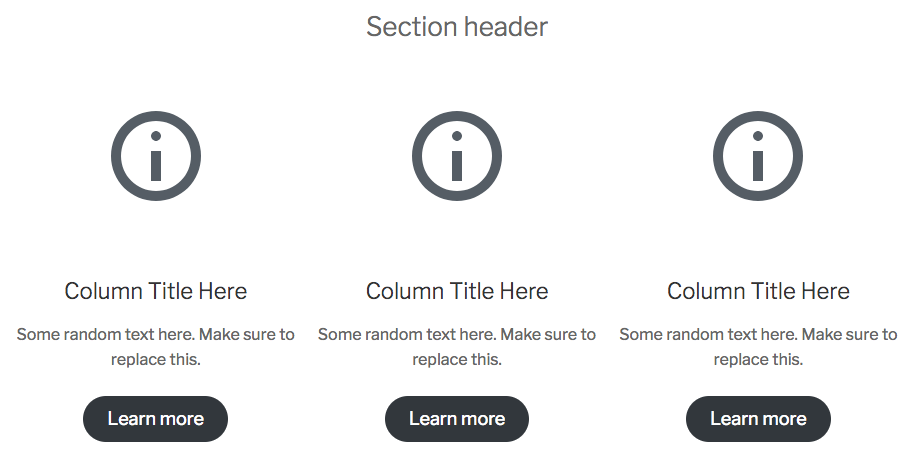 Section header
Column Title Here
Some random text here. Make sure to
replace this.
Learn more
Column Title Here
Some random text here. Make sure to
replace this.
Learn more
Column Title Here
Some random text here. Make sure to
replace this.
Learn more